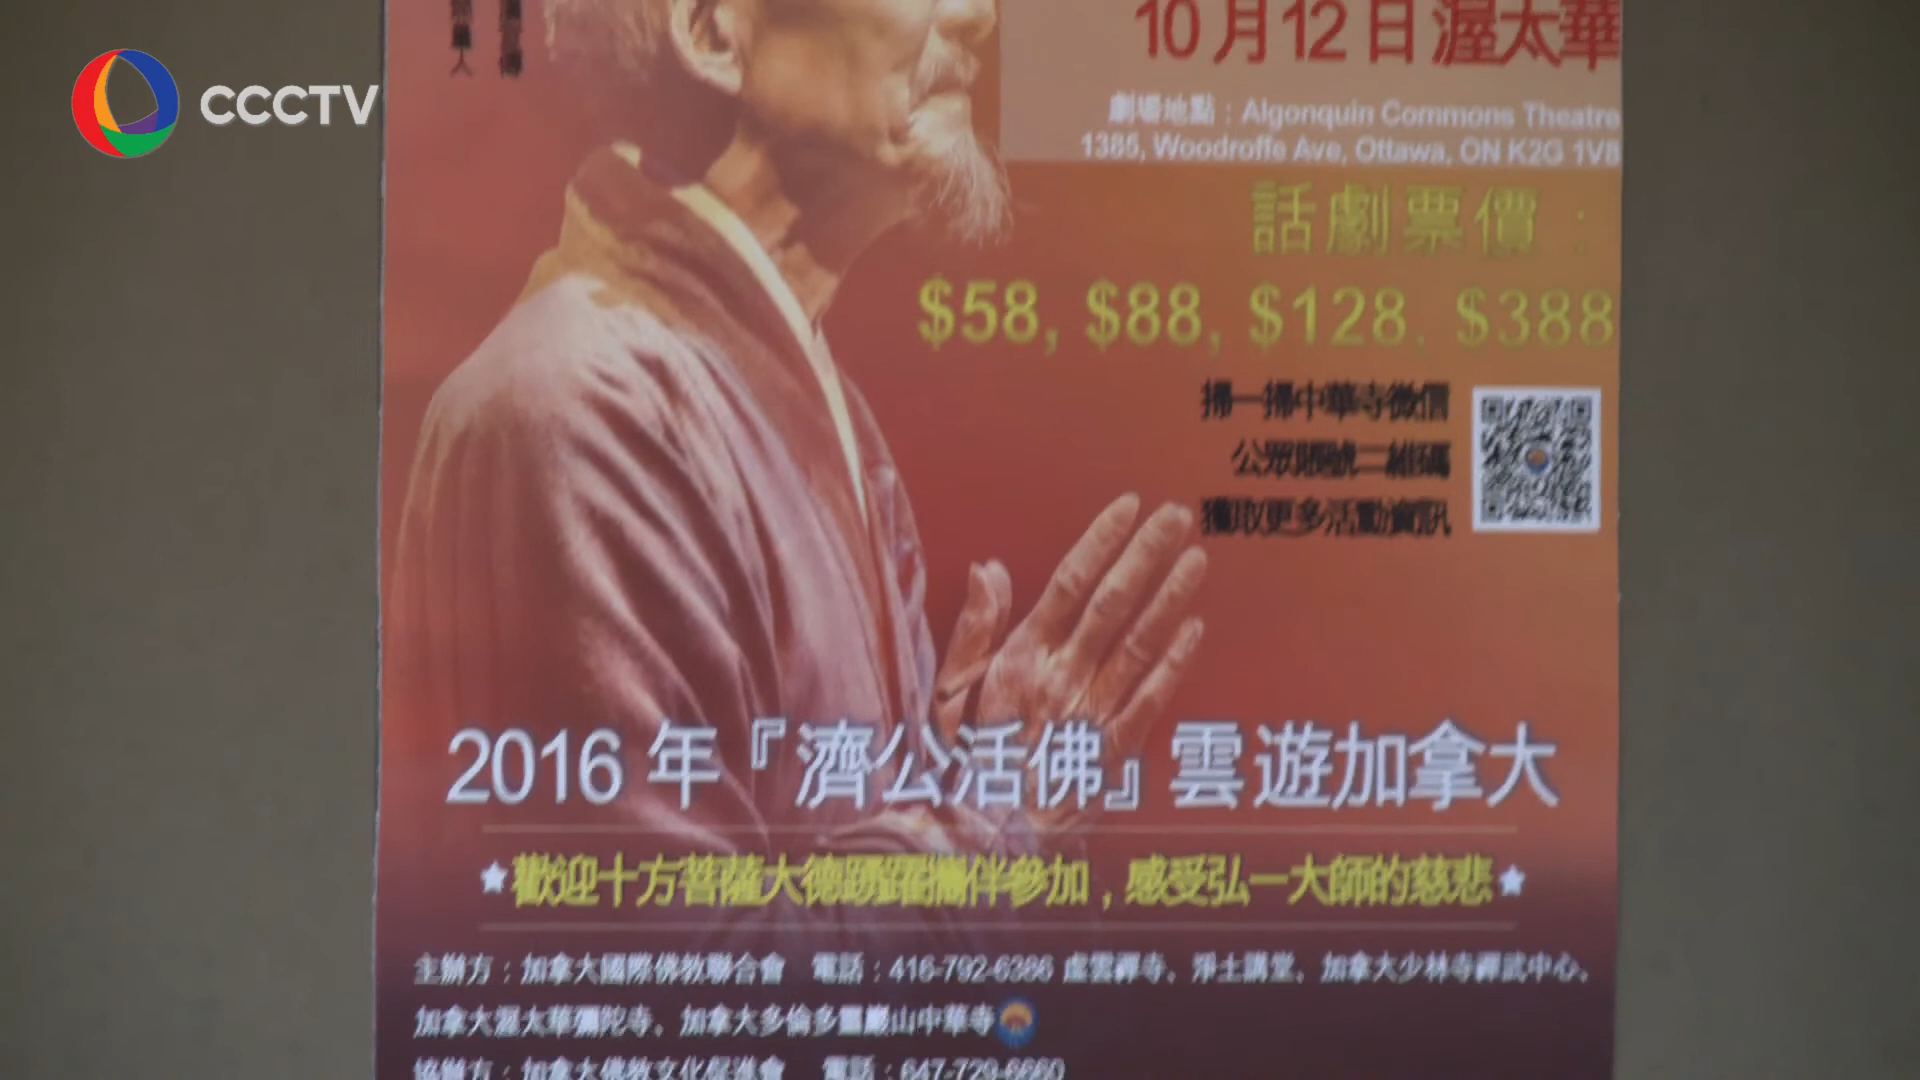 CCCTV
10月12日渥太華
劇場地點：Algonquin Commons Theatre
1385, Woodroffe Ave, Ottawa, ON K2G 1V8
話劇票價：
$58, $88, $128, $388
掃一掃中華寺微信
公眾賬號二維碼
獲取更多活動資訊
2016 年『濟公活佛』雲遊加拿大
★歡迎十方菩薩大德踴躍攜伴參加，感受弘一大師的慈悲★
主辦方：加拿大國際佛教聯合會 電話：416-792-6386 虛雲禪寺、淨土講堂、加拿大少林寺禪武中心、
加拿大渥太華彌陀寺、加拿大多倫多靈巖山中華寺
協辦方：加拿大佛教文化促進會 電話：647-729-6660